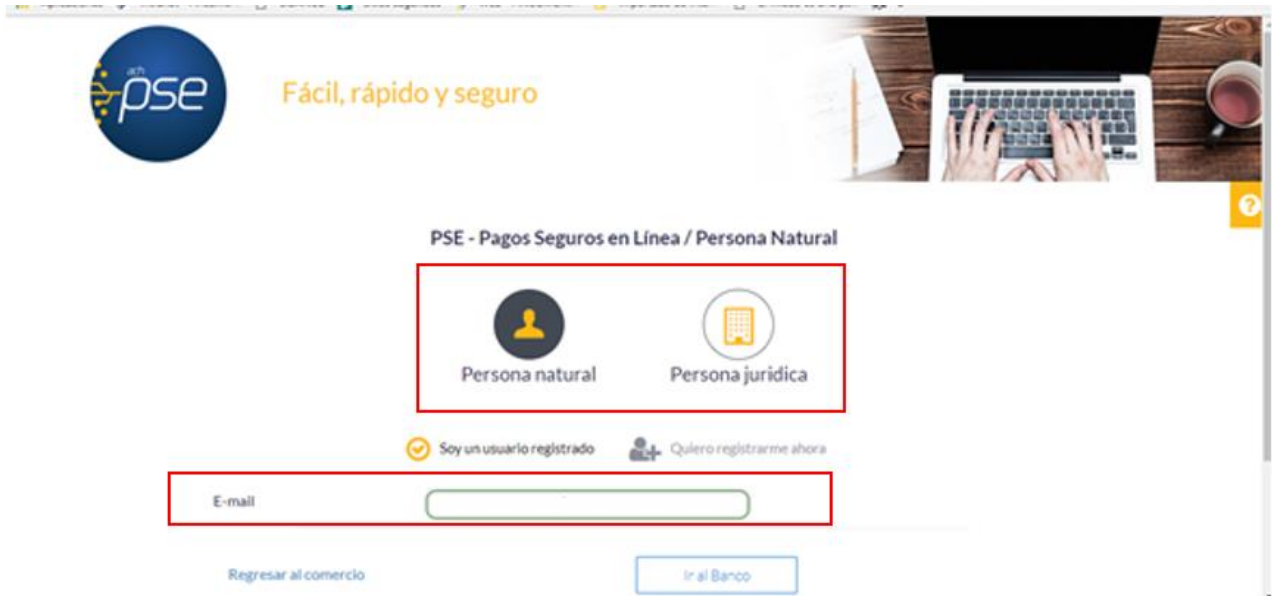 ach
pse
Fácil, rápido y seguro
PSE - Pagos Seguros en Línea / Persona Natural
Persona natural
Persona juridica
Soy un usuario registrado
Quiero registrarme ahora
E-mail
Regresar al comercio
Ir al Banco